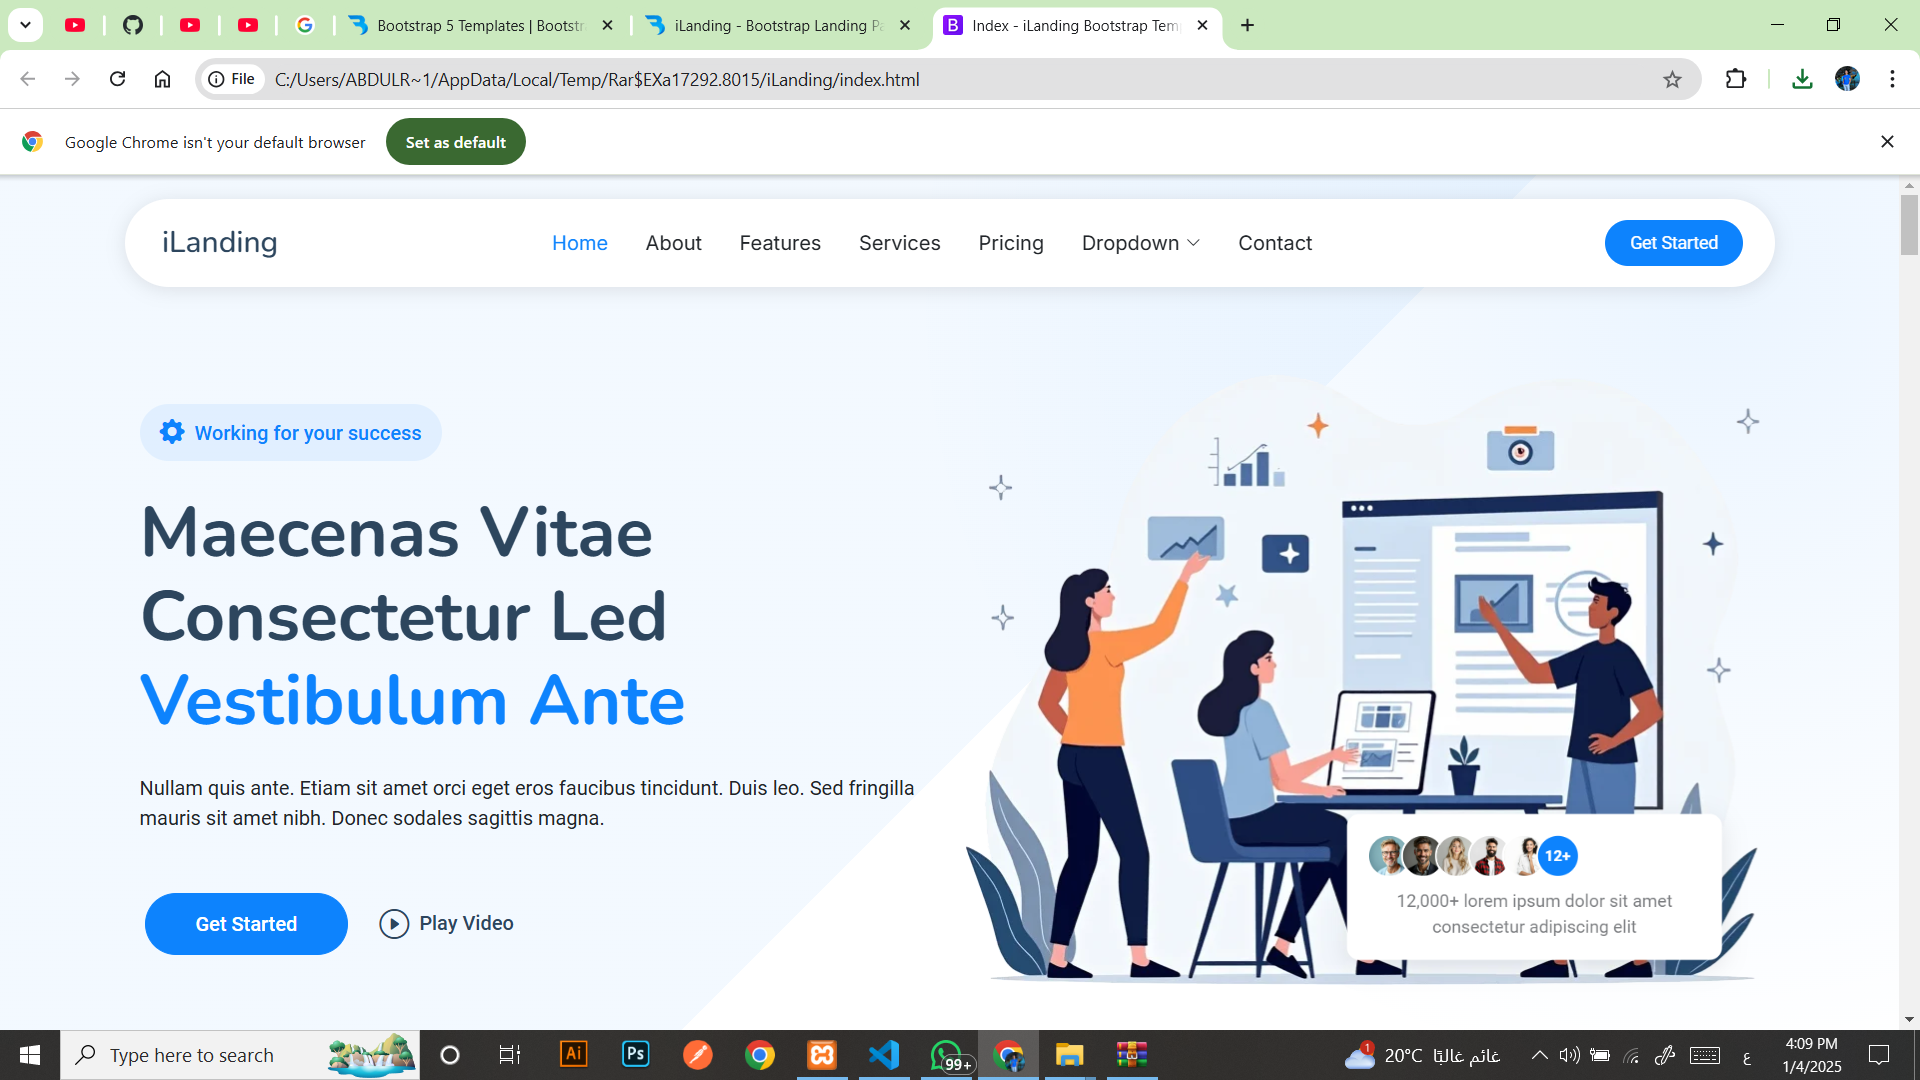 Bootstrap 5 Templates | Bootstr
iLanding - Bootstrap Landing Pa
Index - iLanding Bootstrap Tem
File
C:/Users/ABDULR~1/AppData/Local/Temp/Rar$EXa17292.8015/iLanding/index.html
Google Chrome isn't your default browser
Set as default
iLanding
Home
About
Features
Services
Pricing
Dropdown
Contact
Get Started
Working for your success
Maecenas Vitae
Consectetur Led
Vestibulum Ante
Nullam quis ante. Etiam sit amet orci eget eros faucibus tincidunt. Duis leo. Sed fringilla
mauris sit amet nibh. Donec sodales sagittis magna.
Get Started
Play Video
12+
12,000+ lorem ipsum dolor sit amet
consectetur adipiscing elit
Type here to search
Ai
Ps
99+
1
20°C
غائم غالبًا
ع
4:09 PM
1/4/2025